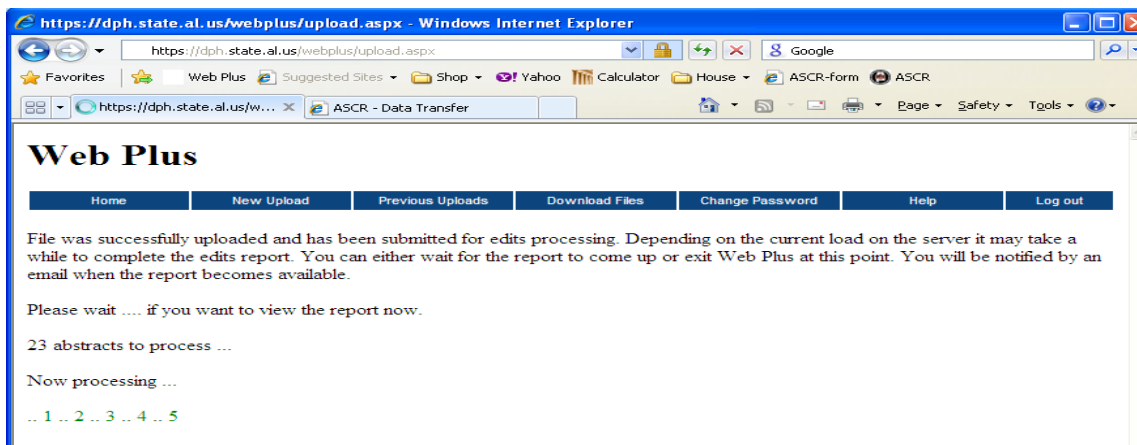 https://dph.state.al.us/webplus/upload.aspx - Windows Internet Explorer
https://dph.state.al.us/webplus/upload.aspx
Google
Favorites Web Plus Suggested Sites Shop Yahoo Calculator House ASCR-form ASCR
https://dph.state.al.us/w... ASCR - Data Transfer Page Safety Tools
Web Plus
Home New Upload Previous Uploads Download Files Change Password Help Log out
File was successfully uploaded and has been submitted for edits processing. Depending on the current load on the server it may take a
while to complete the edits report. You can either wait for the report to come up or exit Web Plus at this point. You will be notified by an
email when the report becomes available.
Please wait .... if you want to view the report now.
23 abstracts to process ...
Now processing ...
.. 1 .. 2 .. 3 .. 4 .. 5